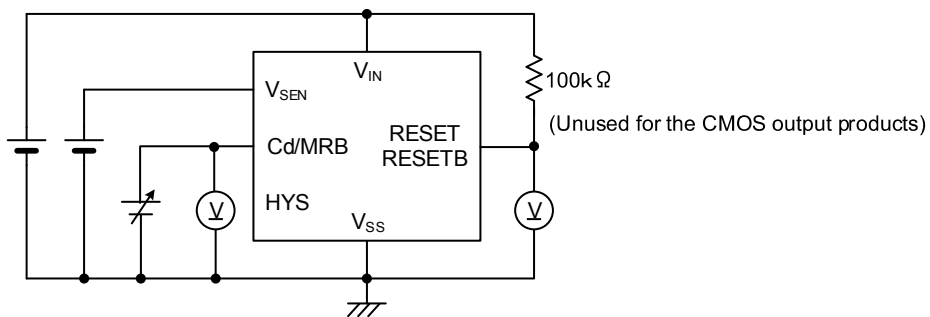 V_IN
V_SEN
100kΩ
(Unused for the CMOS output products)
Cd/MRB
RESET
RESETB
HYS
V
V
V_SS